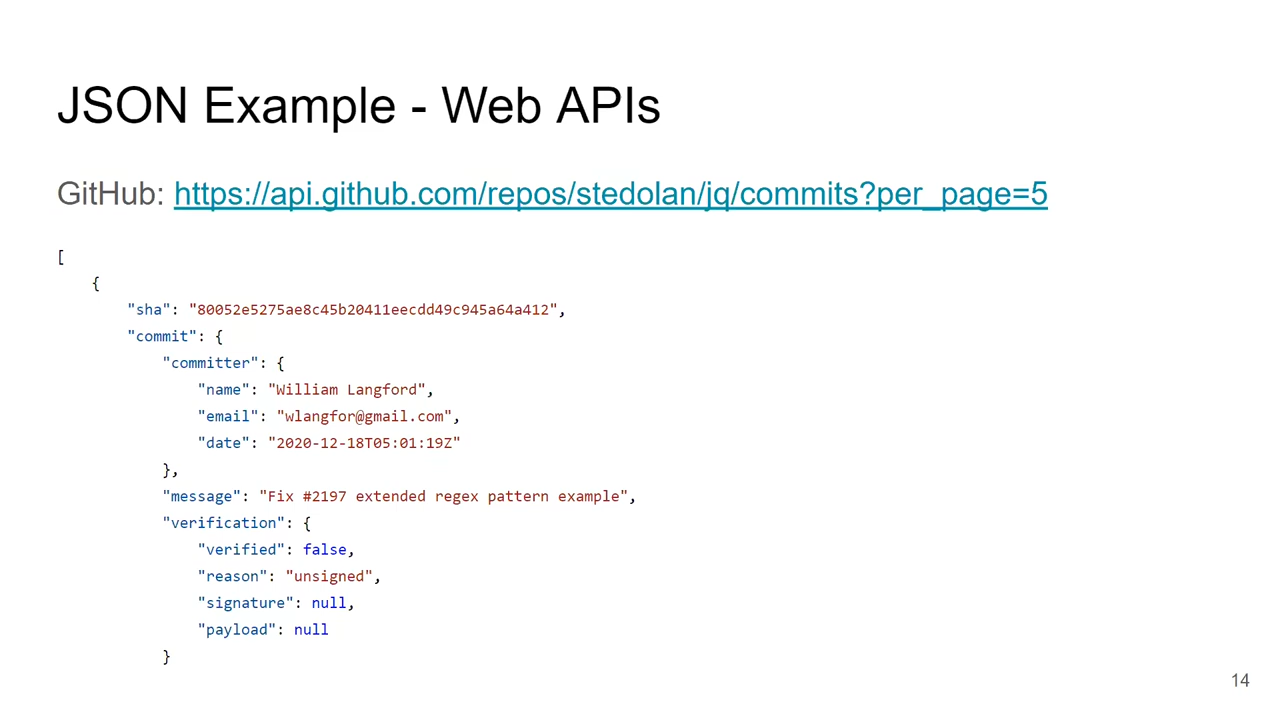 JSON Example - Web APIs
GitHub: https://api.github.com/repos/stedolan/jq/commits?per_page=5
[
    {
        "sha": "80052e5275ae8c45b20411eecdd49c945a64a412",
        "commit": {
            "committer": {
                "name": "William Langford",
                "email": "wlangfor@gmail.com",
                "date": "2020-12-18T05:01:19Z"
            },
            "message": "Fix #2197 extended regex pattern example",
            "verification": {
                "verified": false,
                "reason": "unsigned",
                "signature": null,
                "payload": null
            }
14